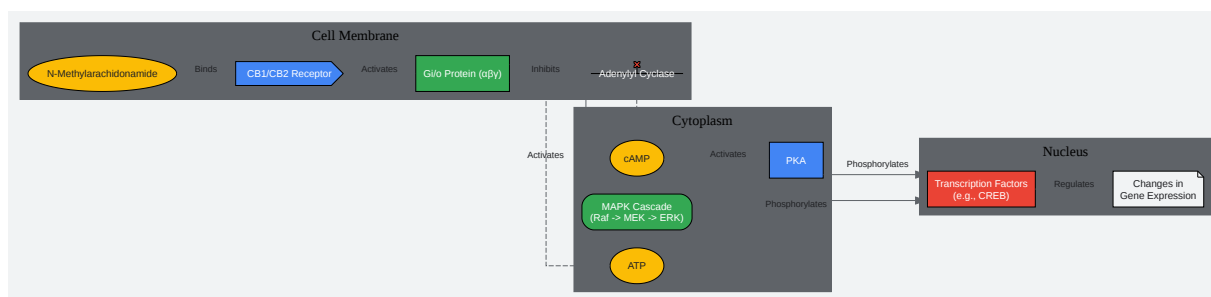 Cell Membrane
N-Methylarachidonamide
Binds
CB1/CB2 Receptor
Activates
Gi/o Protein (αβγ)
Inhibits
Adenylyl Cyclase
Activates
Cytoplasm
cAMP
Activates
PKA
MAPK Cascade
(Raf -> MEK -> ERK)
ATP
Phosphorylates
Phosphorylates
Nucleus
Transcription Factors
(e.g., CREB)
Regulates
Changes in
Gene Expression